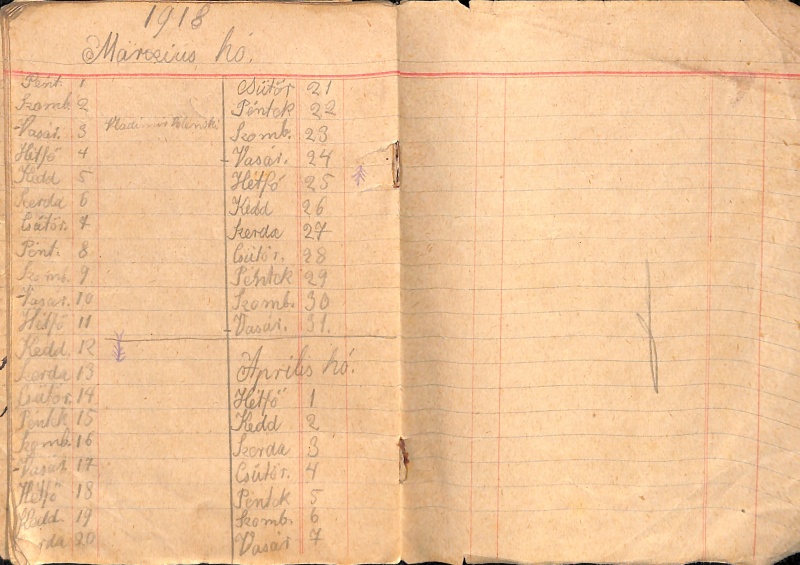 1918
Márczius hó.
Pént. 1
Szomb. 2
-Vasár. 3
Hétfő 4
Kedd 5
Szerda 6
Csütör. 7
Pént. 8
Szomb. 9
-Vasár. 10
Hétfő 11
Kedd. 12
Szerda 13
Csütör. 14
Péntek 15
Szomb. 16
-Vasár. 17
Hétfő 18
Kedd. 19
rda 20
Csütör 21
Péntek 22
Szomb. 23
-Vasár. 24
Hétfő 25
Kedd 26
Szerda 27
Csütör. 28
Péntek 29
Szomb. 30
-Vasár. 31.
Április hó.
Hétfő 1
Kedd 2
Szerda 3
Csütör. 4
Péntek 5
Szomb. 6
Vasár 7